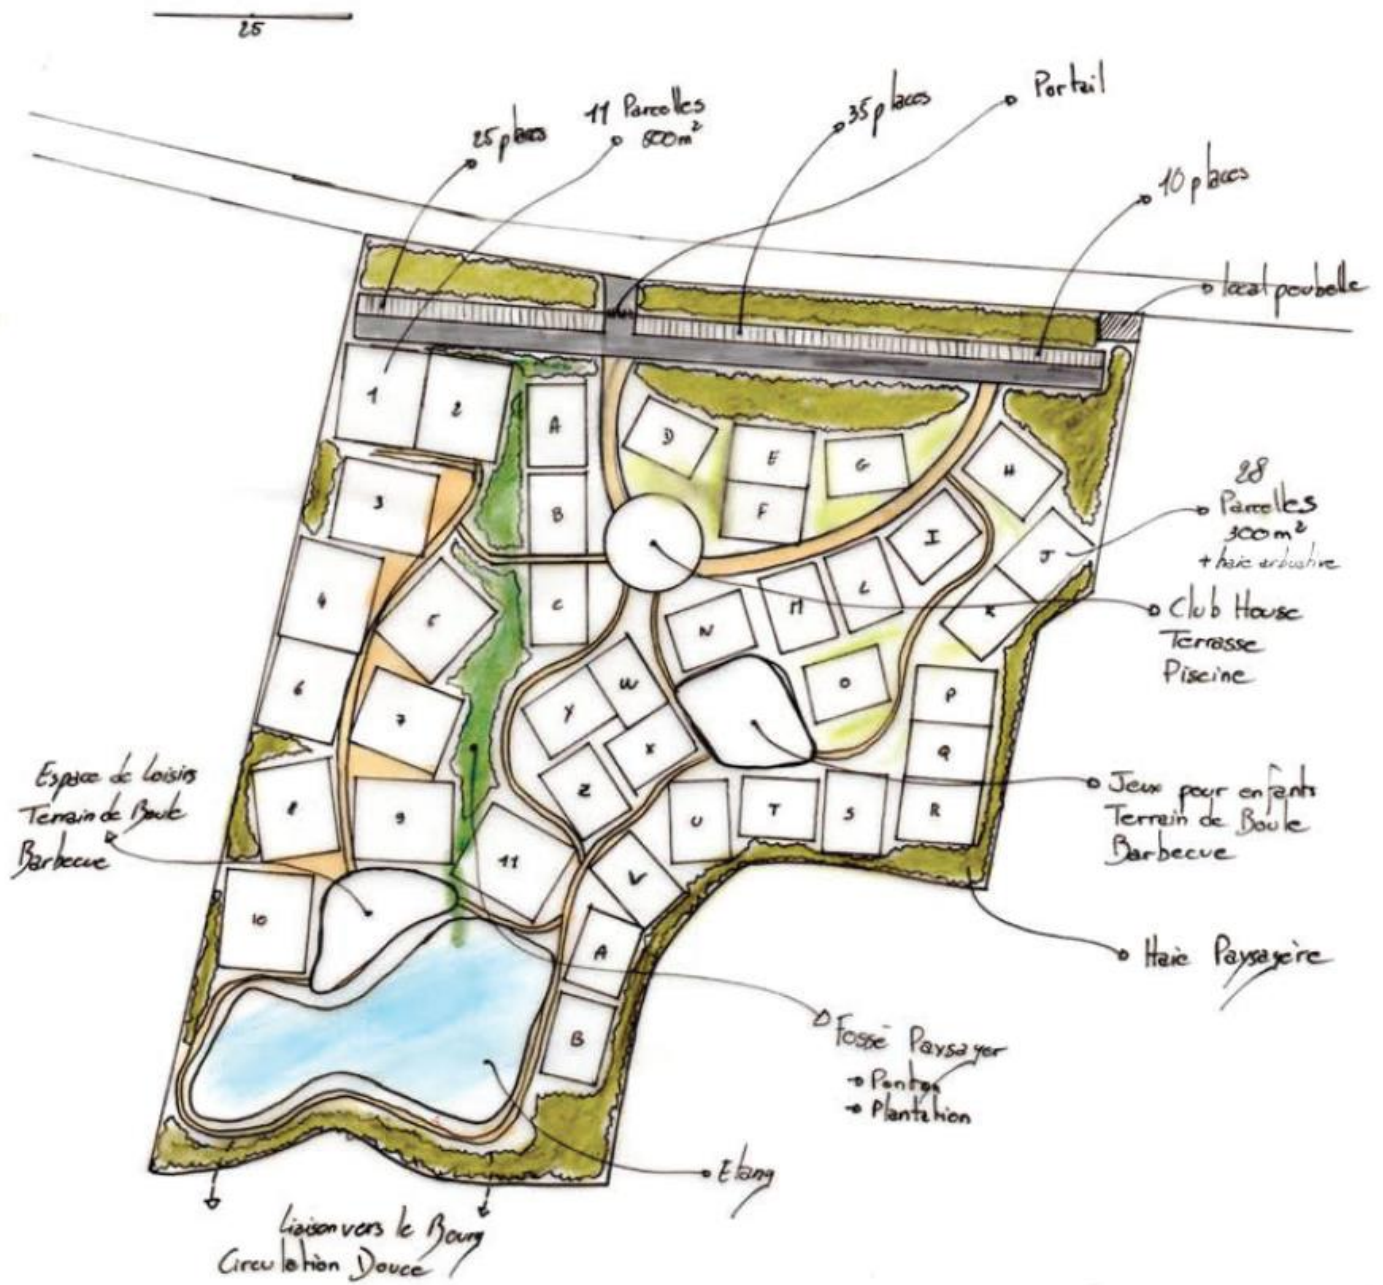 25
25 places
11 Parcelles
600m²
35 places
Portail
10 places
local poubelle
1
2
A
D
E
G
H
3
B
F
I
28
Parcelles
300m²
+ haie arbustive
J
4
5
C
N
M
L
K
Club House
Terrasse
Piscine
6
7
Y
W
X
O
P
Q
Espace de Loisirs
Terrain de Boule
Barbecue
8
9
Z
U
T
S
R
Jeux pour enfants
Terrain de Boule
Barbecue
11
V
10
A
Haie Paysagère
B
Fossé Paysager
Ponton
Plantation
Etang
Liaison vers le Bourg
Circulation Douce